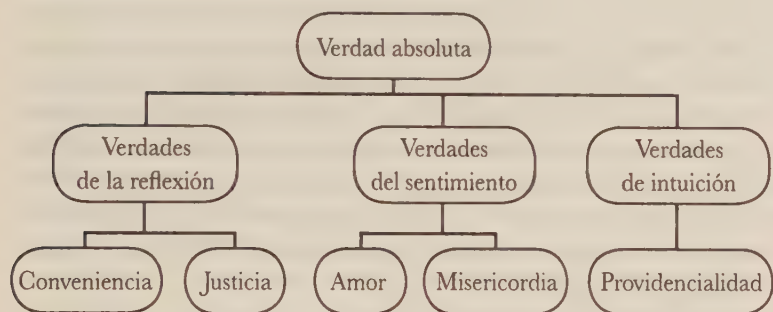 Verdad absoluta
Verdades
de la reflexión
Verdades
del sentimiento
Verdades
de intuición
Conveniencia
Justicia
Amor
Misericordia
Providencialidad